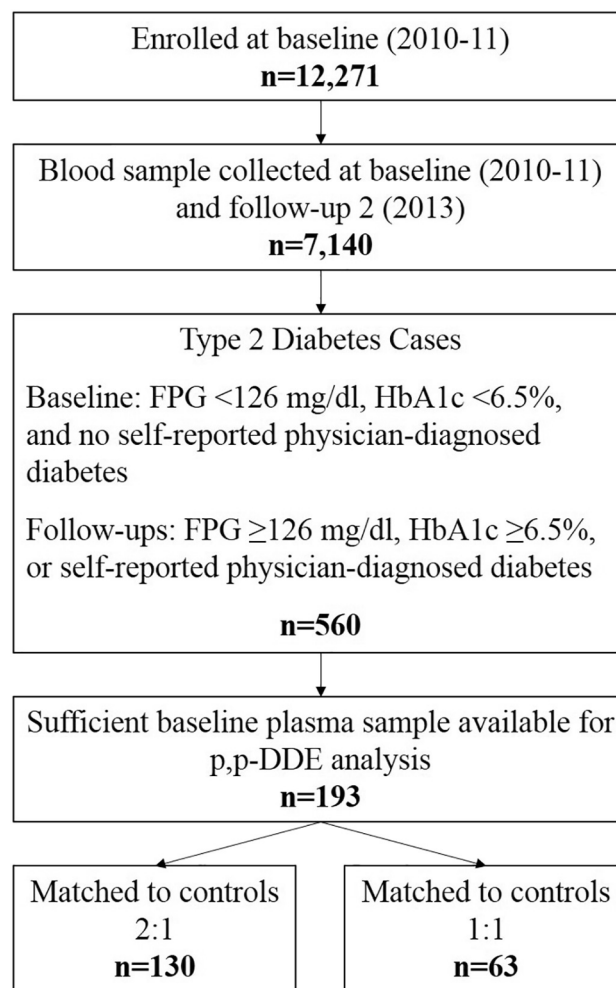 Enrolled at baseline (2010-11)
n=12,271
Blood sample collected at baseline (2010-11)
and follow-up 2 (2013)
n=7,140
Type 2 Diabetes Cases
Baseline: FPG <126 mg/dl, HbA1c <6.5%,
and no self-reported physician-diagnosed
diabetes
Follow-ups: FPG ≥126 mg/dl, HbA1c ≥6.5%,
or self-reported physician-diagnosed diabetes
n=560
Sufficient baseline plasma sample available for
p,p-DDE analysis
n=193
Matched to controls
2:1
n=130
Matched to controls
1:1
n=63